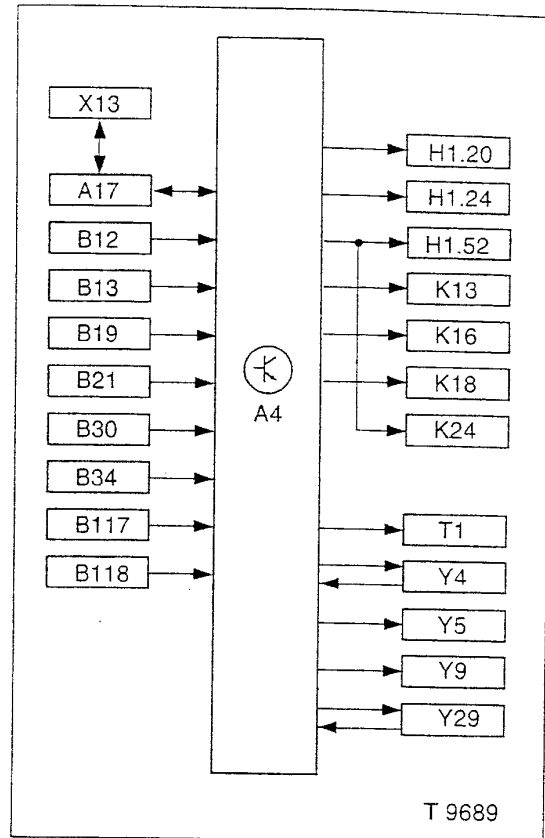 X13
A17
B12
B13
B19
B21
B30
B34
B117
B118
A4
H1.20
H1.24
H1.52
K13
K16
K18
K24
T1
Y4
Y5
Y9
Y29
T 9689